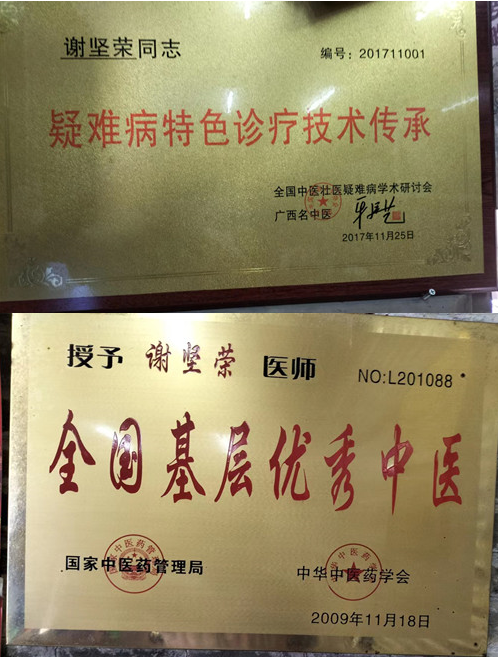 谢坚荣同志
编号：201711001
疑难病特色诊疗技术传承
全国中医壮医疑难病学术研讨会
广西名中医
2017年11月25日
授予 谢坚荣 医师
NO:L201088
全国基层优秀中医
国家中医药管理局
中华中医药学会
2009年11月18日